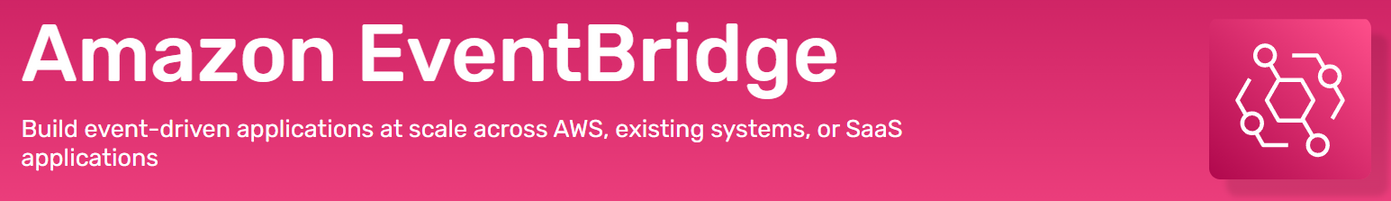 Amazon EventBridge
Build event-driven applications at scale across AWS, existing systems, or SaaS
applications